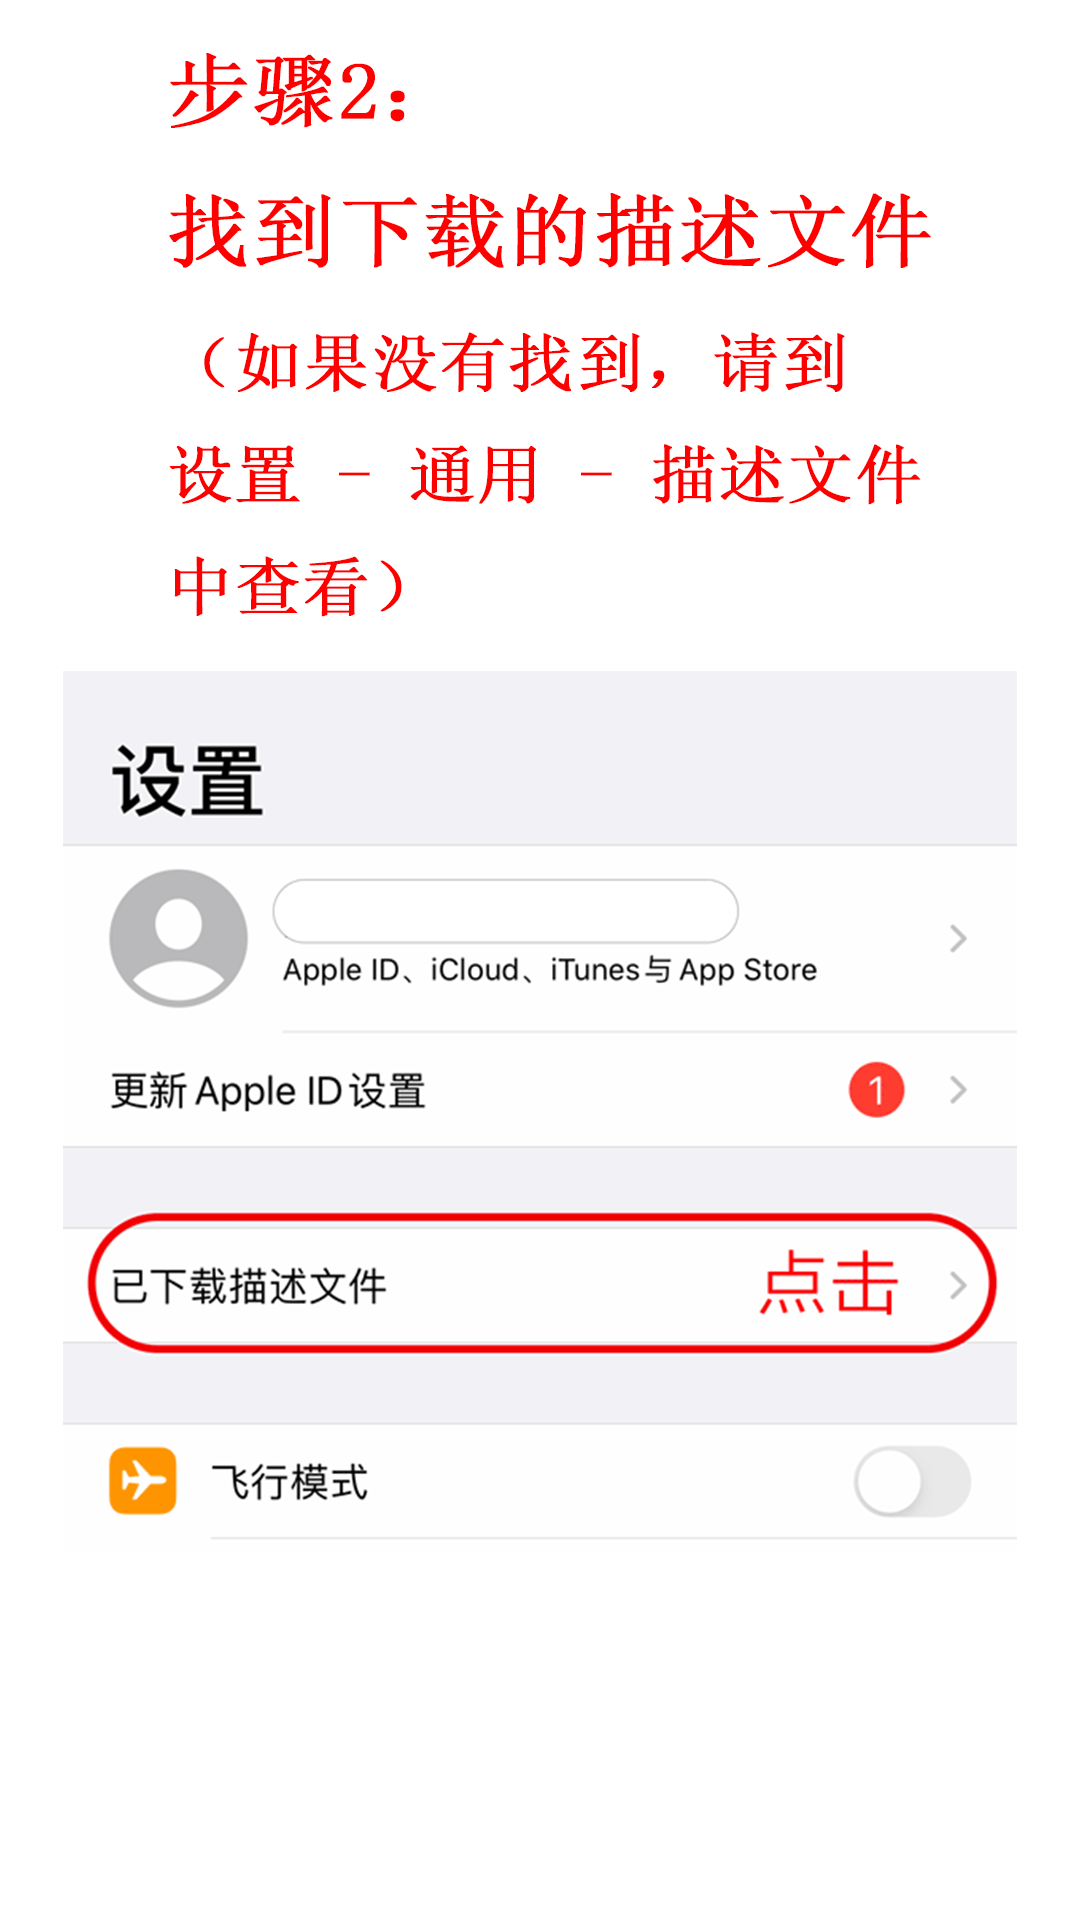 步骤2：
找到下载的描述文件
（如果没有找到，请到
设置 － 通用 － 描述文件
中查看）
设置
Apple ID、iCloud、iTunes与 App Store
更新 Apple ID 设置
1
已下载描述文件
点击
飞行模式